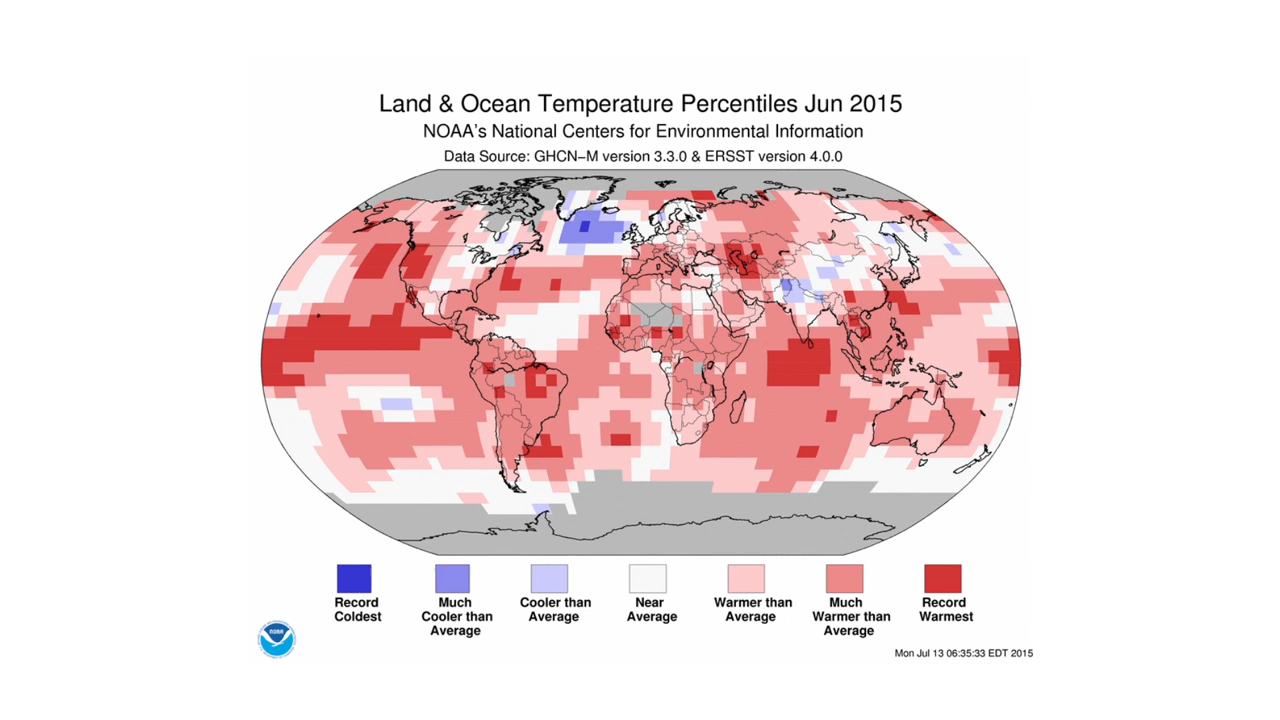 Land & Ocean Temperature Percentiles Jun 2015
NOAA's National Centers for Environmental Information
Data Source: GHCN−M version 3.3.0 & ERSST version 4.0.0
Record
Coldest
Much
Cooler than
Average
Cooler than
Average
Near
Average
Warmer than
Average
Much
Warmer than
Average
Record
Warmest
NOAA
Mon Jul 13 06:35:33 EDT 2015